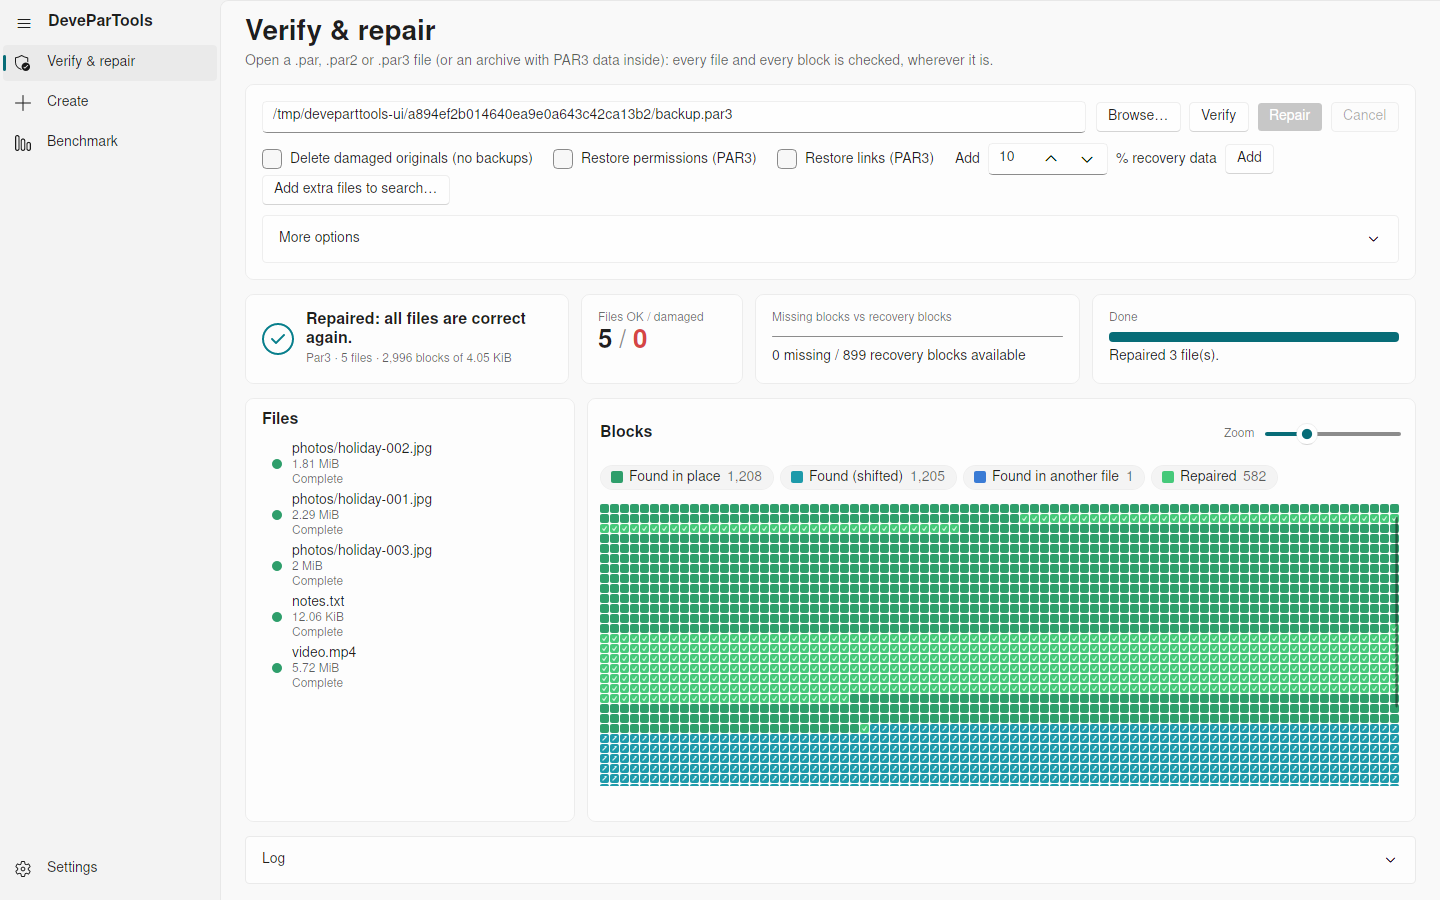 DeveParTools
Verify & repair
Create
Benchmark
Settings
Verify & repair
Open a .par, .par2 or .par3 file (or an archive with PAR3 data inside): every file and every block is checked, wherever it is.
/tmp/deveparttools-ui/a894ef2b014640ea9e0a643c42ca13b2/backup.par3
Browse...
Verify
Repair
Cancel
Delete damaged originals (no backups)
Restore permissions (PAR3)
Restore links (PAR3)
Add
10
% recovery data
Add
Add extra files to search...
More options
Repaired: all files are correct
again.
Par3 · 5 files · 2,996 blocks of 4.05 KiB
Files OK / damaged
5 / 0
Missing blocks vs recovery blocks
0 missing / 899 recovery blocks available
Done
Repaired 3 file(s).
Files
photos/holiday-002.jpg
1.81 MiB
Complete
photos/holiday-001.jpg
2.29 MiB
Complete
photos/holiday-003.jpg
2 MiB
Complete
notes.txt
12.06 KiB
Complete
video.mp4
5.72 MiB
Complete
Blocks
Zoom
Found in place 1,208
Found (shifted) 1,205
Found in another file 1
Repaired 582
Log